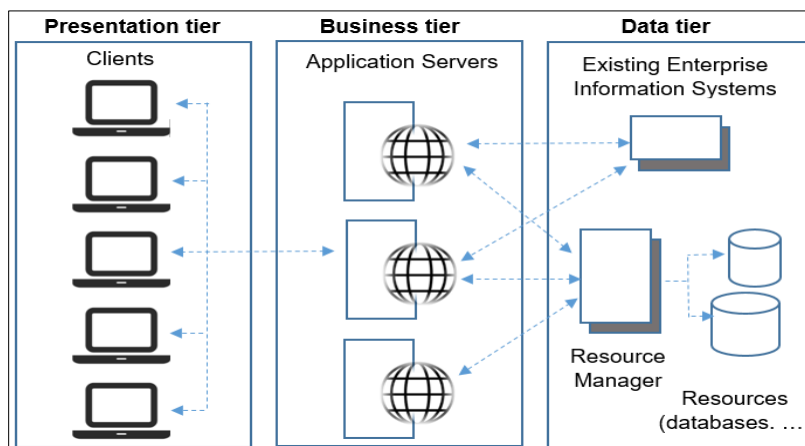 Presentation tier
Clients
Business tier
Application Servers
Data tier
Existing Enterprise
Information Systems
Resource
Manager
Resources
(databases. …